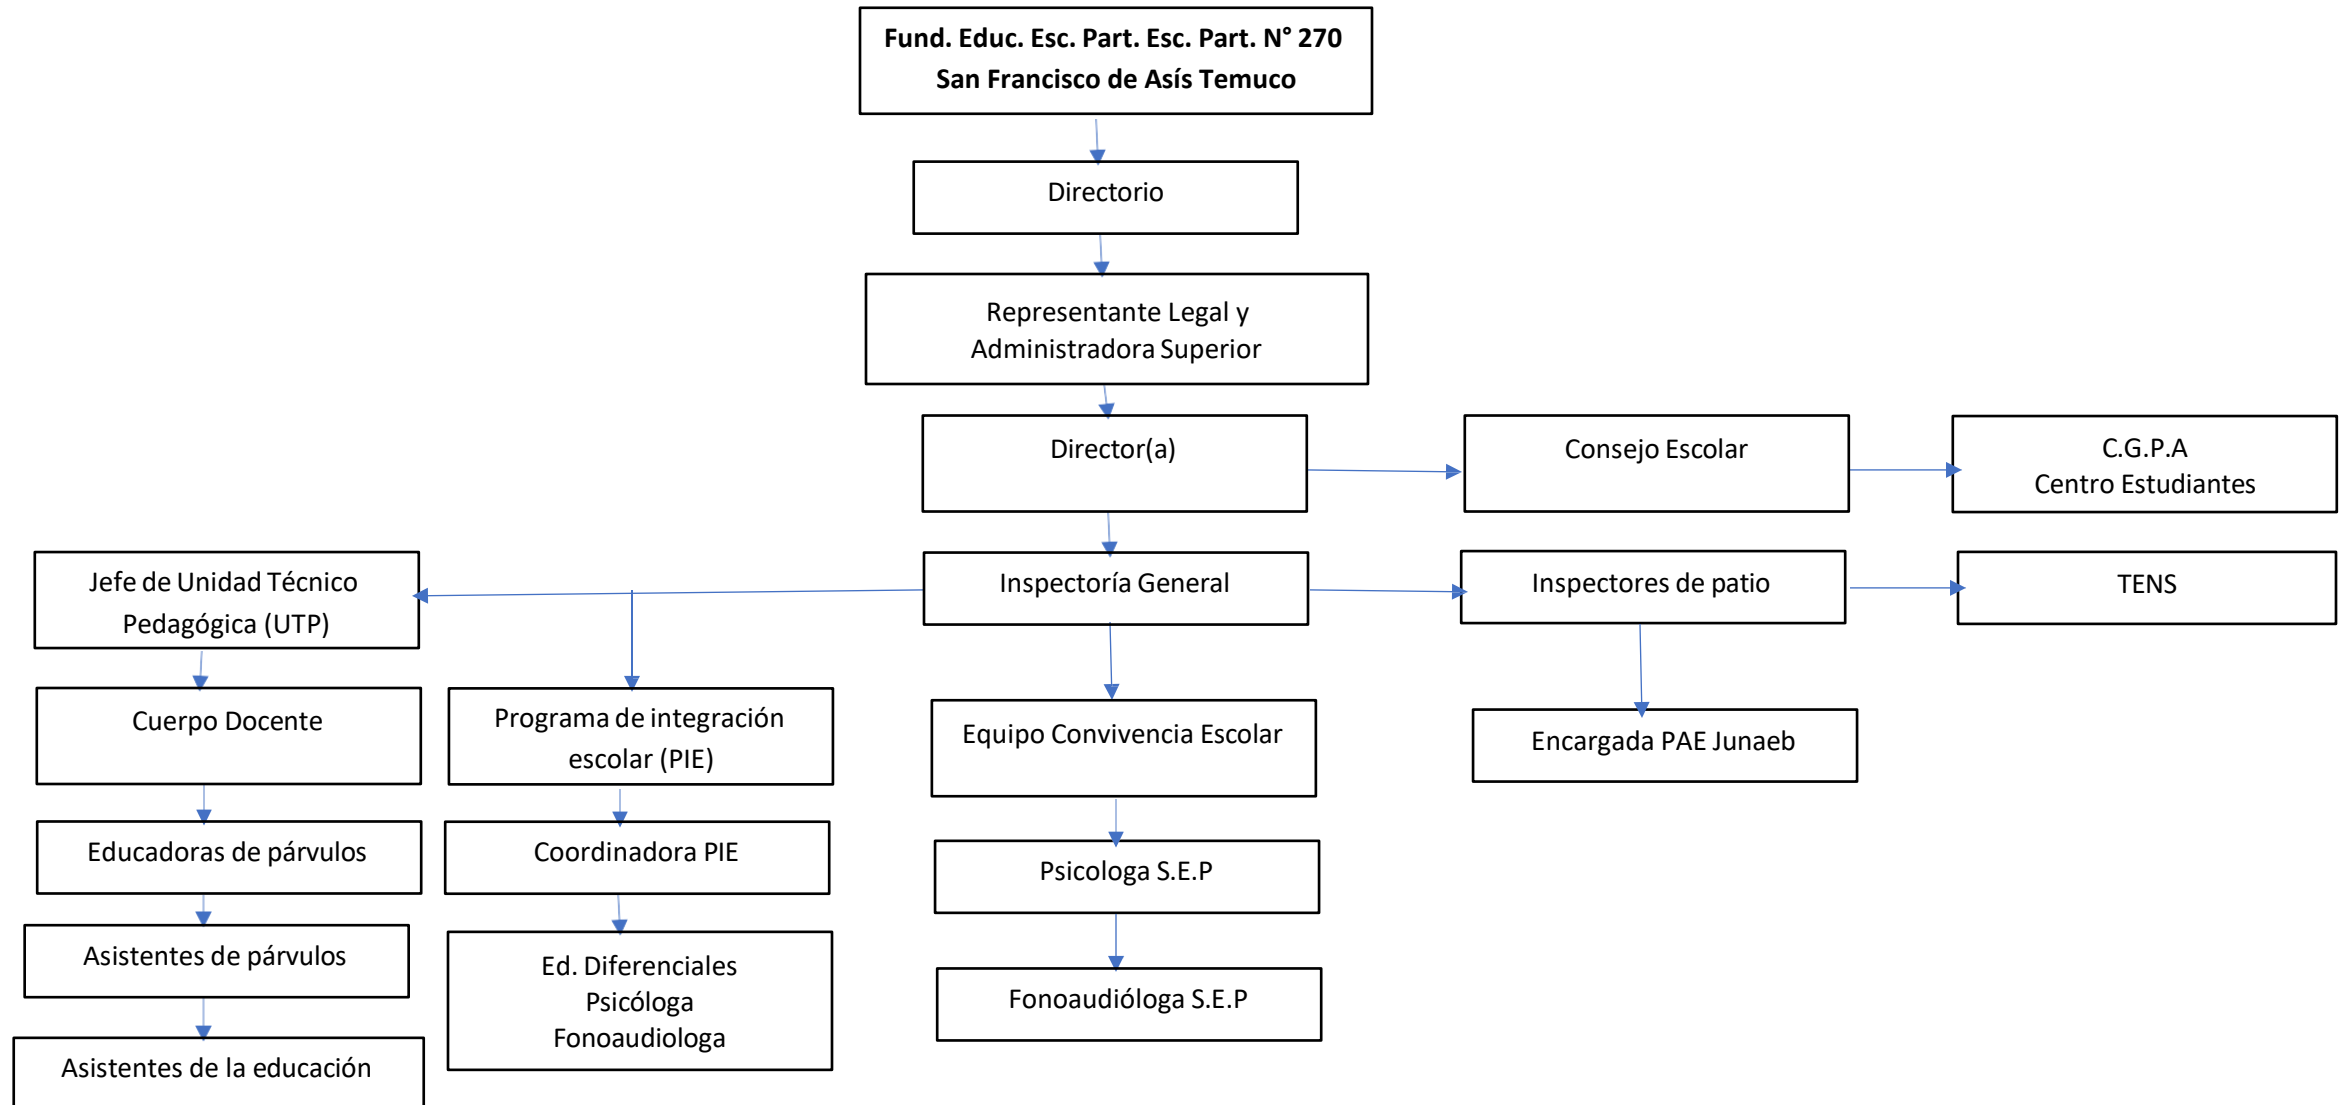 Fund. Educ. Esc. Part. Esc. Part. N° 270
San Francisco de Asís Temuco
Directorio
Representante Legal y
Administradora Superior
Director(a)
Consejo Escolar
C.G.P.A
Centro Estudiantes
Jefe de Unidad Técnico
Pedagógica (UTP)
Inspectoría General
Inspectores de patio
TENS
Cuerpo Docente
Programa de integración
escolar (PIE)
Equipo Convivencia Escolar
Encargada PAE Junaeb
Educadoras de párvulos
Coordinadora PIE
Psicologa S.E.P
Asistentes de párvulos
Ed. Diferenciales
Psicóloga
Fonoaudiologa
Fonoaudióloga S.E.P
Asistentes de la educación